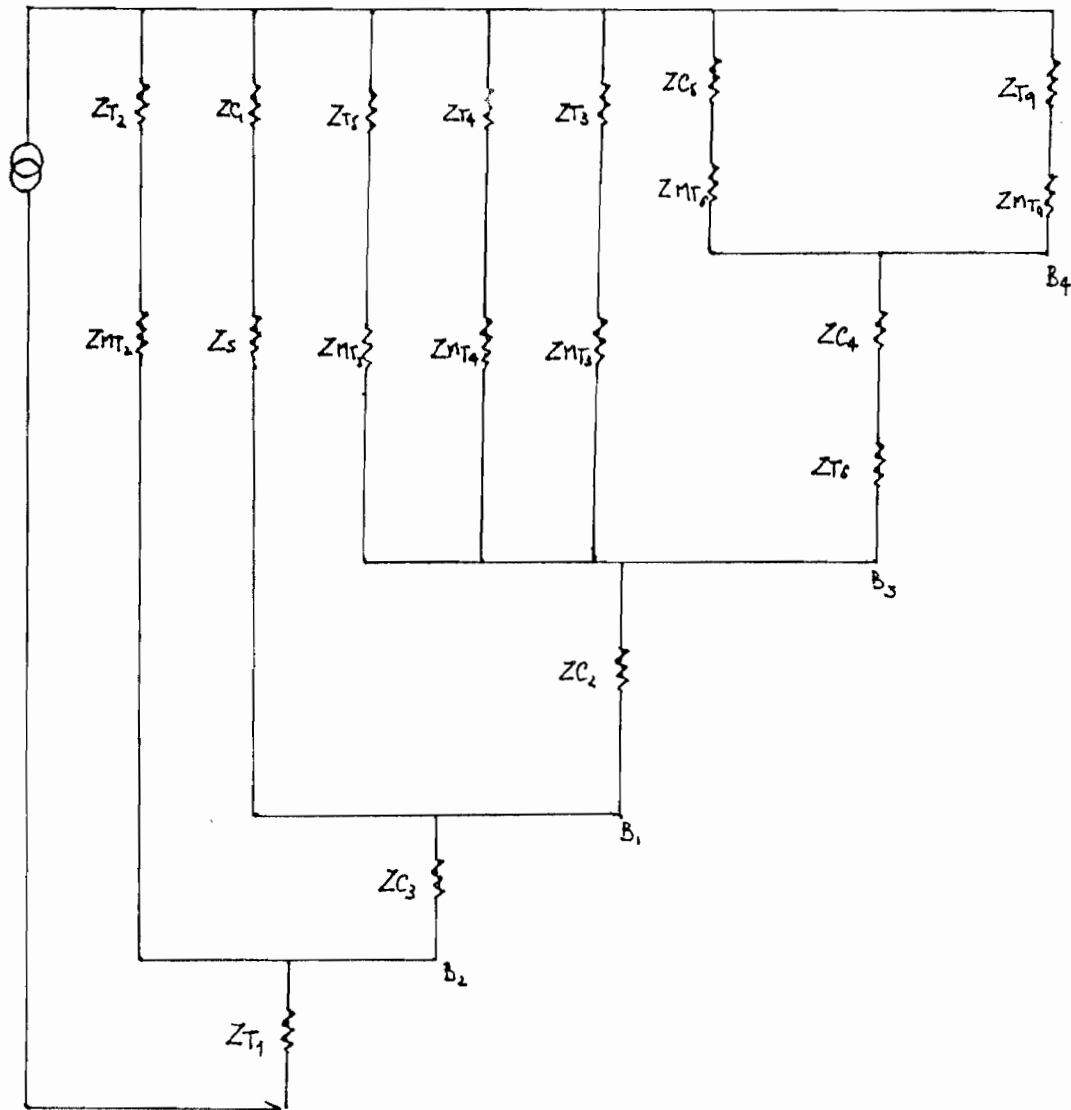 ZT₂
ZC₁
ZT₅
ZT₄
ZT₃
ZC₅
ZT₉
ZMT₆
ZMT₉
B₄
ZMT₂
ZS
ZMT₅
ZMT₄
ZMT₃
ZC₄
ZT₆
B₃
ZC₂
B₁
ZC₃
B₂
ZT₁